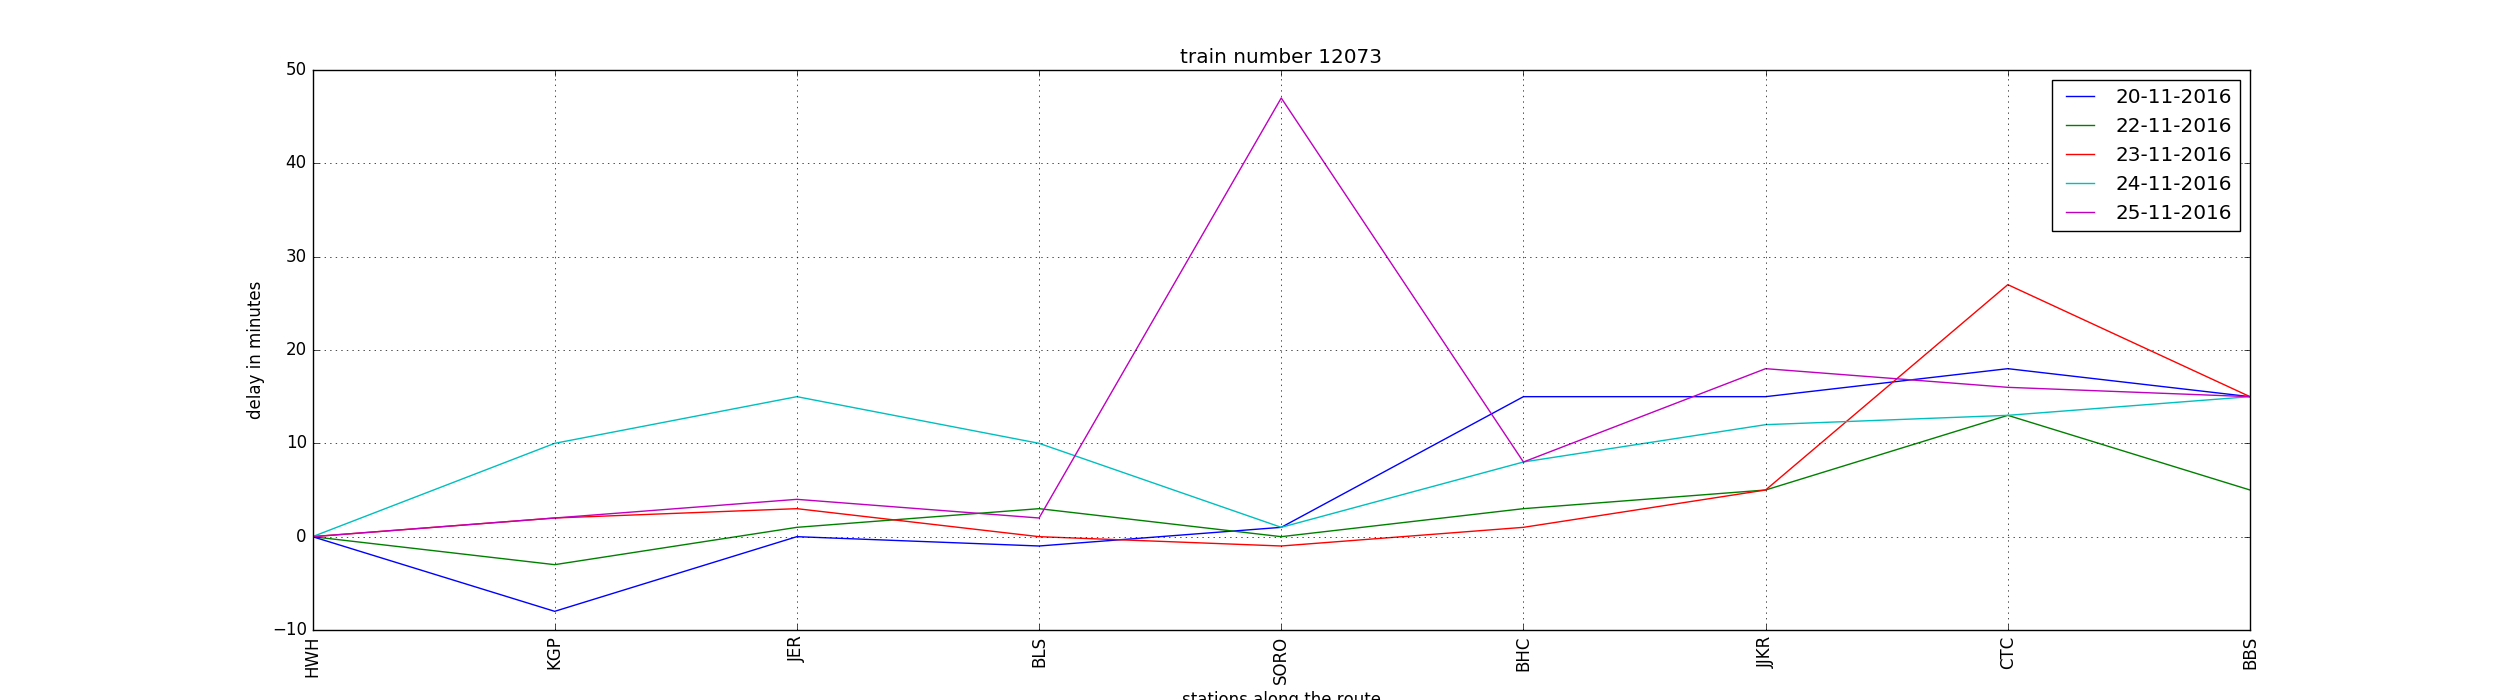 train number 12073
50
40
30
20
10
0
−10
delay in minutes
20-11-2016
22-11-2016
23-11-2016
24-11-2016
25-11-2016
HWH
KGP
JER
BLS
SORO
BHC
JJKR
CTC
BBS
stations along the route